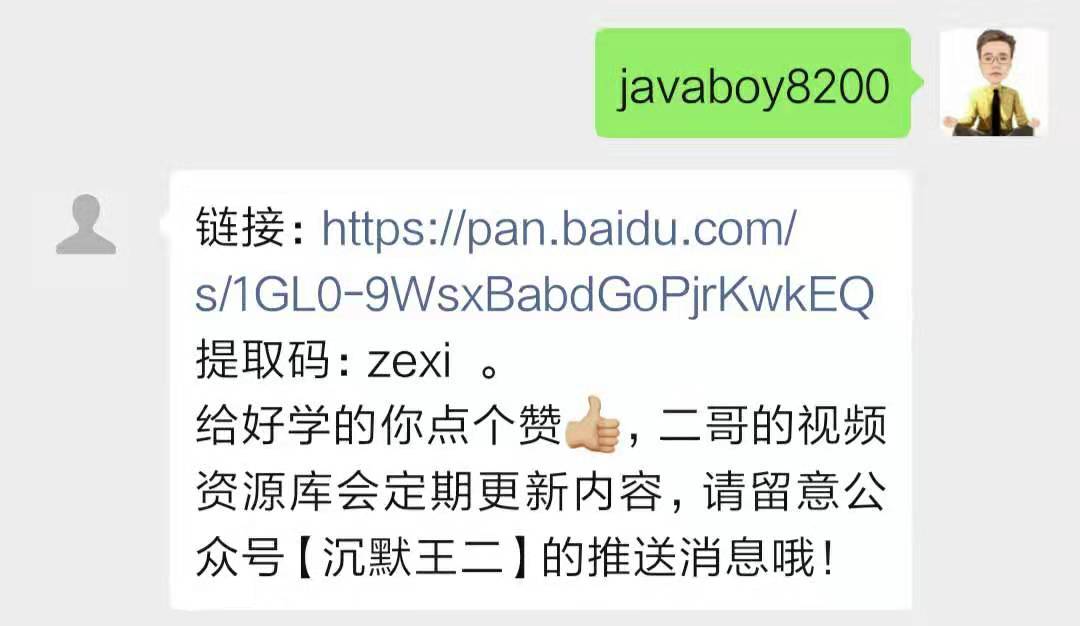 javaboy8200
链接：https://pan.baidu.com/
s/1GL0-9WsxBabdGoPjrKwkEQ
提取码：zexi 。
给好学的你点个赞👍，二哥的视频
资源库会定期更新内容，请留意公
众号【沉默王二】的推送消息哦！